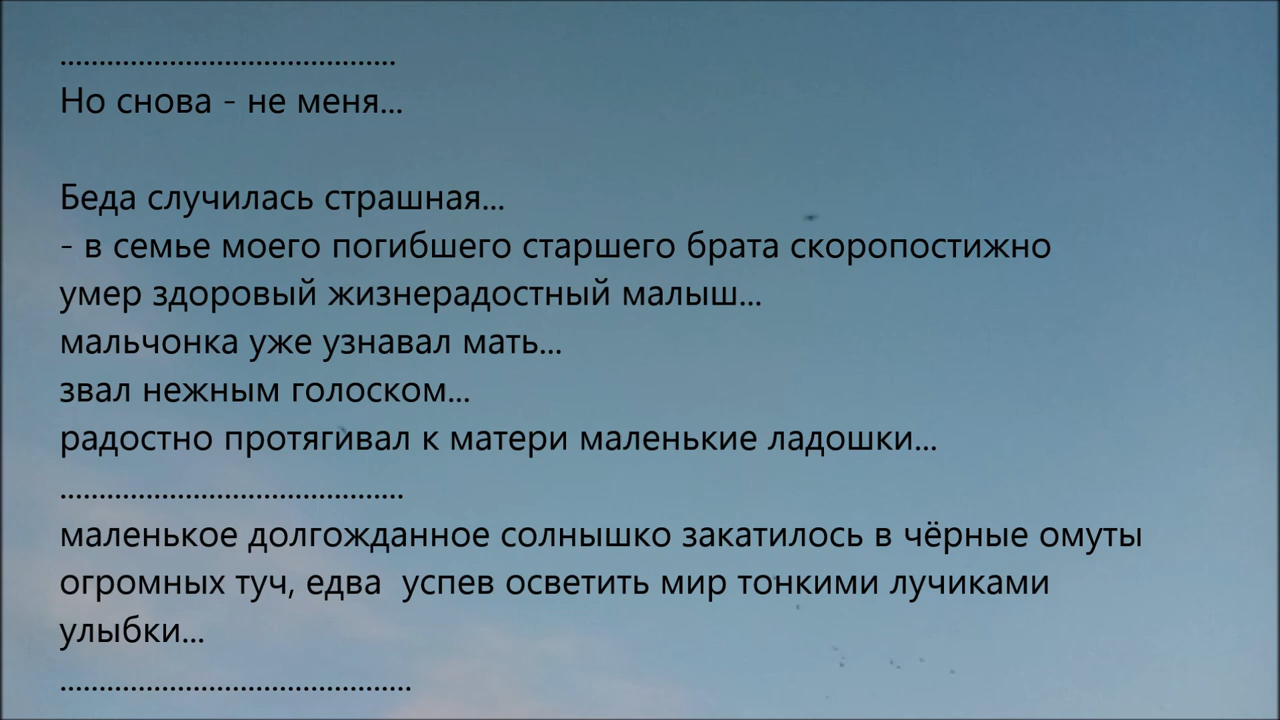 ...........................................
Но снова - не меня...
Беда случилась страшная...
- в семье моего погибшего старшего брата скоропостижно
умер здоровый жизнерадостный малыш...
мальчонка уже узнавал мать...
звал нежным голоском...
радостно протягивал к матери маленькие ладошки...
............................................
маленькое долгожданное солнышко закатилось в чёрные омуты
огромных туч, едва  успев осветить мир тонкими лучиками
улыбки...
.............................................